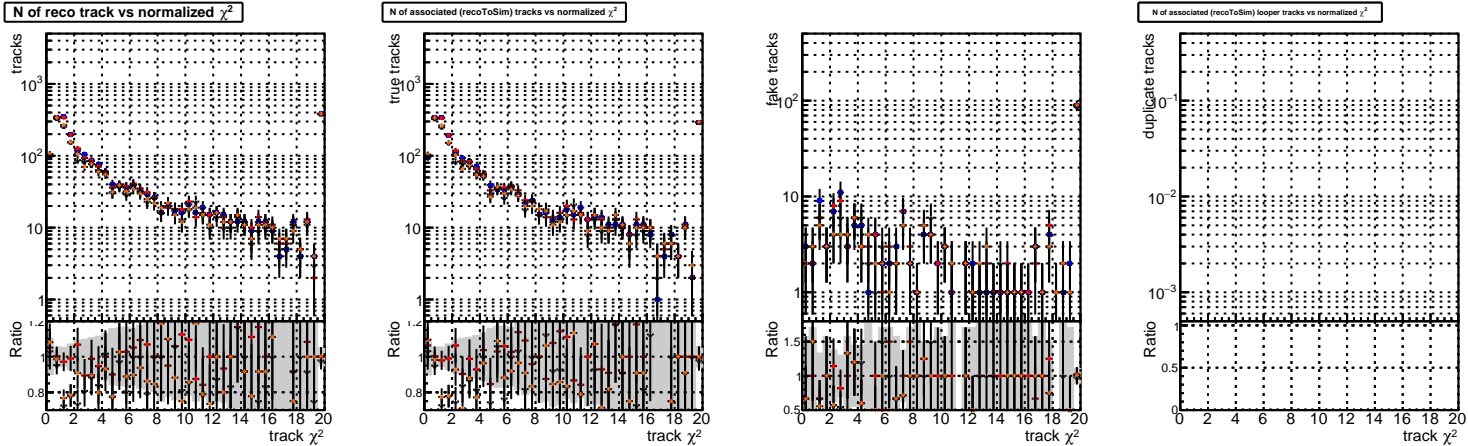 N of reco track vs normalized χ²
tracks
10³
10²
10
1
Ratio
1.2
1
0.8
0 2 4 6 8 10 12 14 16 18 20
track χ²
N of associated (recoToSim) tracks vs normalized χ²
true tracks
10³
10²
10
1
Ratio
1.2
1
0.8
0 2 4 6 8 10 12 14 16 18 20
track χ²
fake tracks
10²
10
1
Ratio
1.5
1
0.5
0 2 4 6 8 10 12 14 16 18 20
track χ²
N of associated (recoToSim) looper tracks vs normalized χ²
duplicate tracks
10⁻¹
10⁻²
10⁻³
Ratio
1
0.5
0
0 2 4 6 8 10 12 14 16 18 20
track χ²